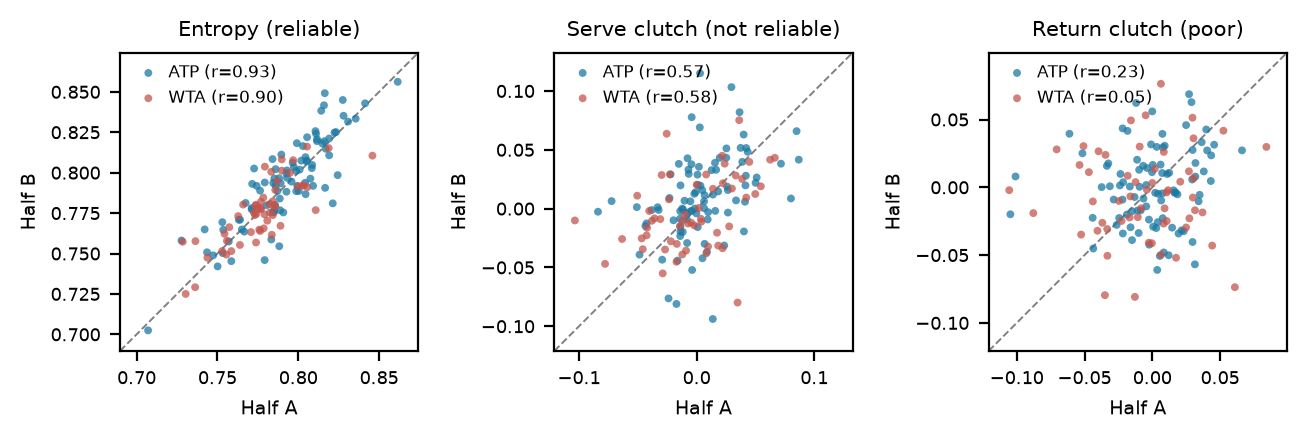 Entropy (reliable)
ATP (r=0.93)
WTA (r=0.90)
0.850
0.825
0.800
0.775
0.750
0.725
0.700
Half B
0.70
0.75
0.80
0.85
Half A
Serve clutch (not reliable)
ATP (r=0.57)
WTA (r=0.58)
0.10
0.05
0.00
−0.05
−0.10
Half B
−0.1
0.0
0.1
Half A
Return clutch (poor)
ATP (r=0.23)
WTA (r=0.05)
0.05
0.00
−0.05
−0.10
Half B
−0.10
−0.05
0.00
0.05
Half A